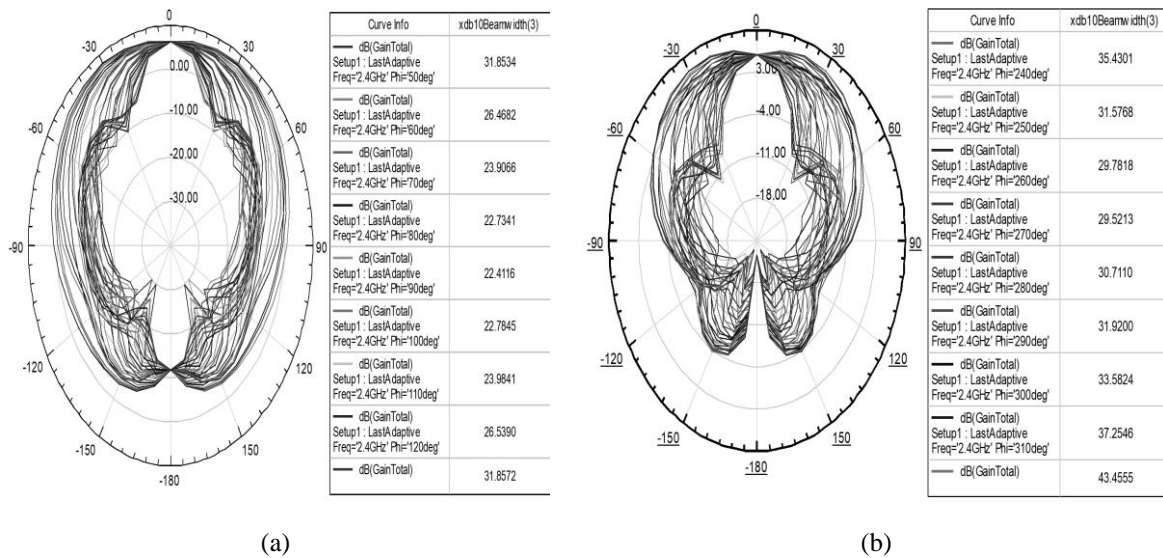 0
-30
30
0.00
-60
60
-10.00
-20.00
-30.00
-90
90
-120
120
-150
150
-180
Curve Info xdb10Beamwidth(3)
dB(GainTotal)
Setup1 : LastAdaptive
Freq='2.4GHz' Phi='50deg'
31.8534
dB(GainTotal)
Setup1 : LastAdaptive
Freq='2.4GHz' Phi='60deg'
26.4682
dB(GainTotal)
Setup1 : LastAdaptive
Freq='2.4GHz' Phi='70deg'
23.9066
dB(GainTotal)
Setup1 : LastAdaptive
Freq='2.4GHz' Phi='80deg'
22.7341
dB(GainTotal)
Setup1 : LastAdaptive
Freq='2.4GHz' Phi='90deg'
22.4116
dB(GainTotal)
Setup1 : LastAdaptive
Freq='2.4GHz' Phi='100deg'
22.7845
dB(GainTotal)
Setup1 : LastAdaptive
Freq='2.4GHz' Phi='110deg'
23.9841
dB(GainTotal)
Setup1 : LastAdaptive
Freq='2.4GHz' Phi='120deg'
26.5390
dB(GainTotal)
31.8572
(a)
0
-30
30
3.00
-60
60
-4.00
-11.00
-18.00
-90
90
-120
120
-150
150
-180
Curve Info xdb10Beamwidth(3)
dB(GainTotal)
Setup1 : LastAdaptive
Freq='2.4GHz' Phi='240deg'
35.4301
dB(GainTotal)
Setup1 : LastAdaptive
Freq='2.4GHz' Phi='250deg'
31.5768
dB(GainTotal)
Setup1 : LastAdaptive
Freq='2.4GHz' Phi='260deg'
29.7818
dB(GainTotal)
Setup1 : LastAdaptive
Freq='2.4GHz' Phi='270deg'
29.5213
dB(GainTotal)
Setup1 : LastAdaptive
Freq='2.4GHz' Phi='280deg'
30.7110
dB(GainTotal)
Setup1 : LastAdaptive
Freq='2.4GHz' Phi='290deg'
31.9200
dB(GainTotal)
Setup1 : LastAdaptive
Freq='2.4GHz' Phi='300deg'
33.5824
dB(GainTotal)
Setup1 : LastAdaptive
Freq='2.4GHz' Phi='310deg'
37.2546
dB(GainTotal)
43.4555
(b)